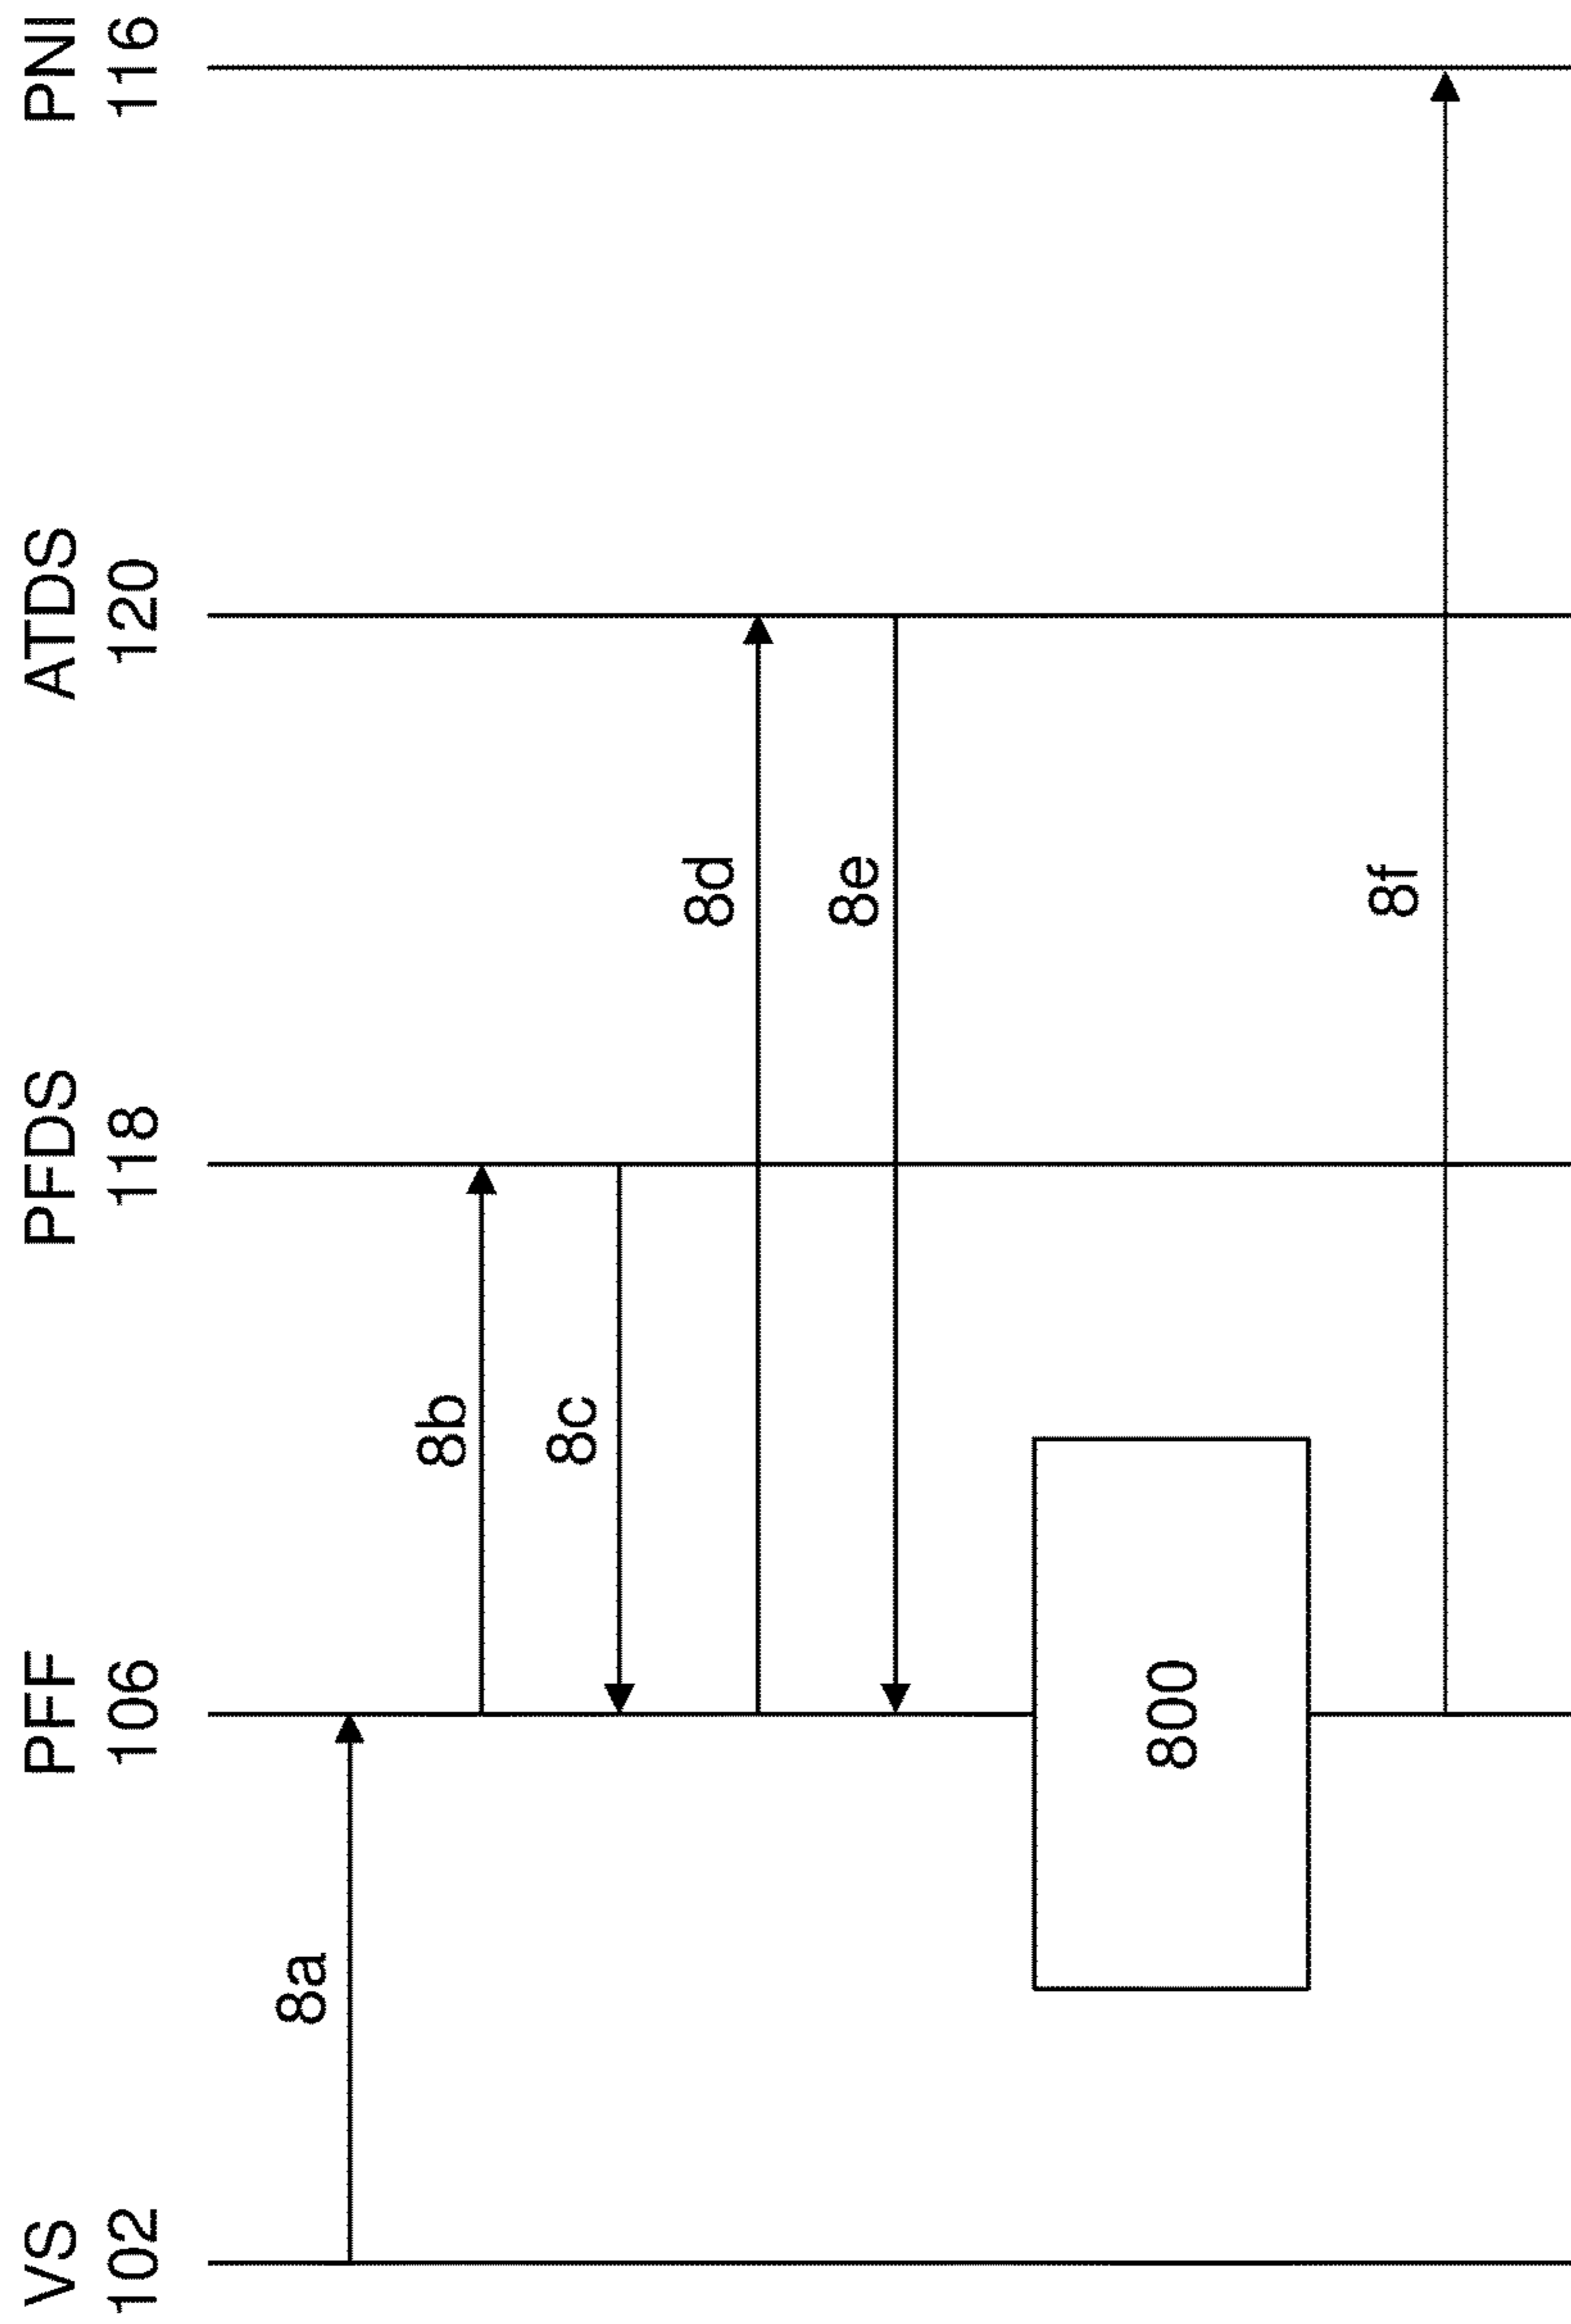 VS
102
PFF
106
PFDS
118
ATDS
120
PNI
116
8a
8b
8c
8d
8e
800
8f